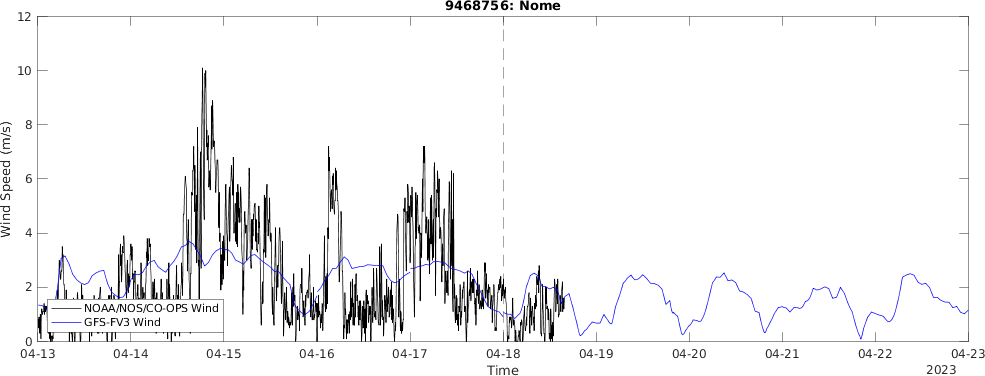 9468756: Nome
12
10
8
6
4
2
0
Wind Speed (m/s)
NOAA/NOS/CO-OPS Wind
GFS-FV3 Wind
04-13 04-14 04-15 04-16 04-17 04-18 04-19 04-20 04-21 04-22 04-23
Time
2023